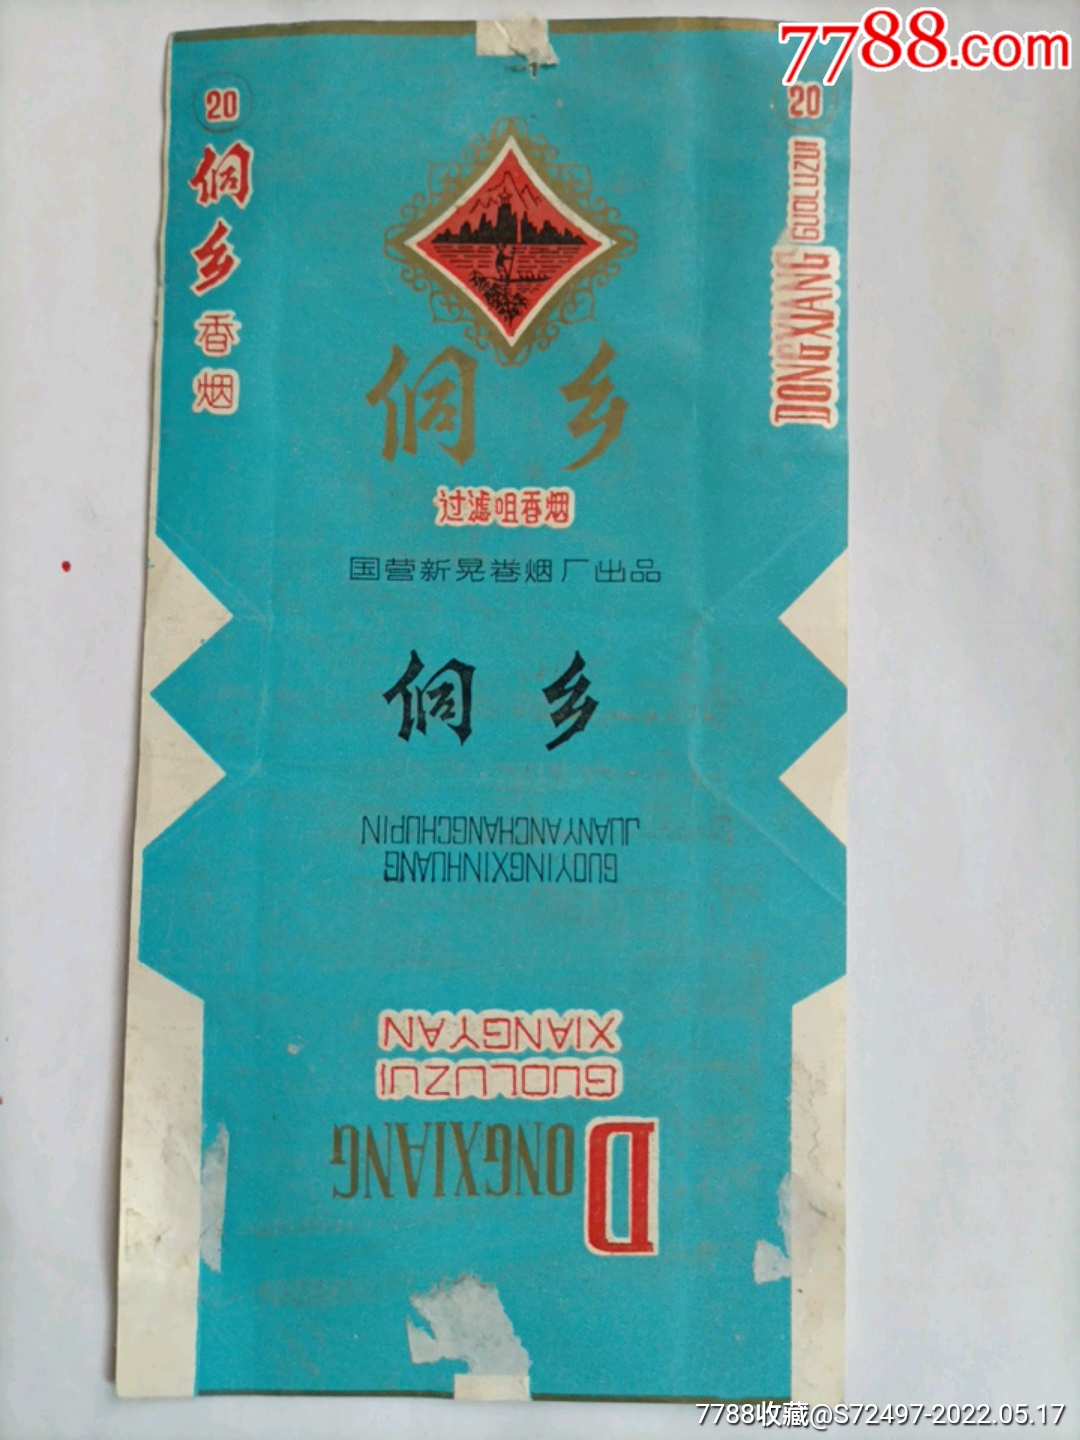 7788.com
20
侗乡
香烟
侗乡
过滤咀香烟
国营新晃卷烟厂出品
20
DONGXIANG GUOLUZUI
侗乡
GUOYINGXINHUANG
JUANYANCHANGCHUPIN
DONGXIANG
GUOLUZUI
XIANGYAN
7788收藏@S72497-2022.05.17